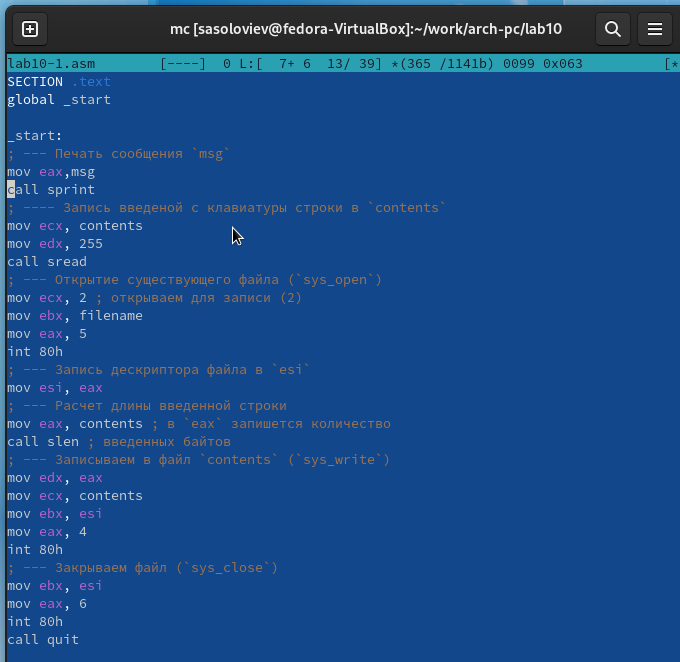 mc [sasoloviev@fedora-VirtualBox]:~/work/arch-pc/lab10
lab10-1.asm [----] 0 L:[ 7+ 6 13/ 39] *(365 /1141b) 0099 0x063 [*
SECTION .text
global _start
_start:
; --- Печать сообщения `msg`
mov eax,msg
call sprint
; ---- Запись введеной с клавиатуры строки в `contents`
mov ecx, contents
mov edx, 255
call sread
; --- Открытие существующего файла (`sys_open`)
mov ecx, 2 ; открываем для записи (2)
mov ebx, filename
mov eax, 5
int 80h
; --- Запись дескриптора файла в `esi`
mov esi, eax
; --- Расчет длины введенной строки
mov eax, contents ; в `eax` запишется количество
call slen ; введенных байтов
; --- Записываем в файл `contents` (`sys_write`)
mov edx, eax
mov ecx, contents
mov ebx, esi
mov eax, 4
int 80h
; --- Закрываем файл (`sys_close`)
mov ebx, esi
mov eax, 6
int 80h
call quit